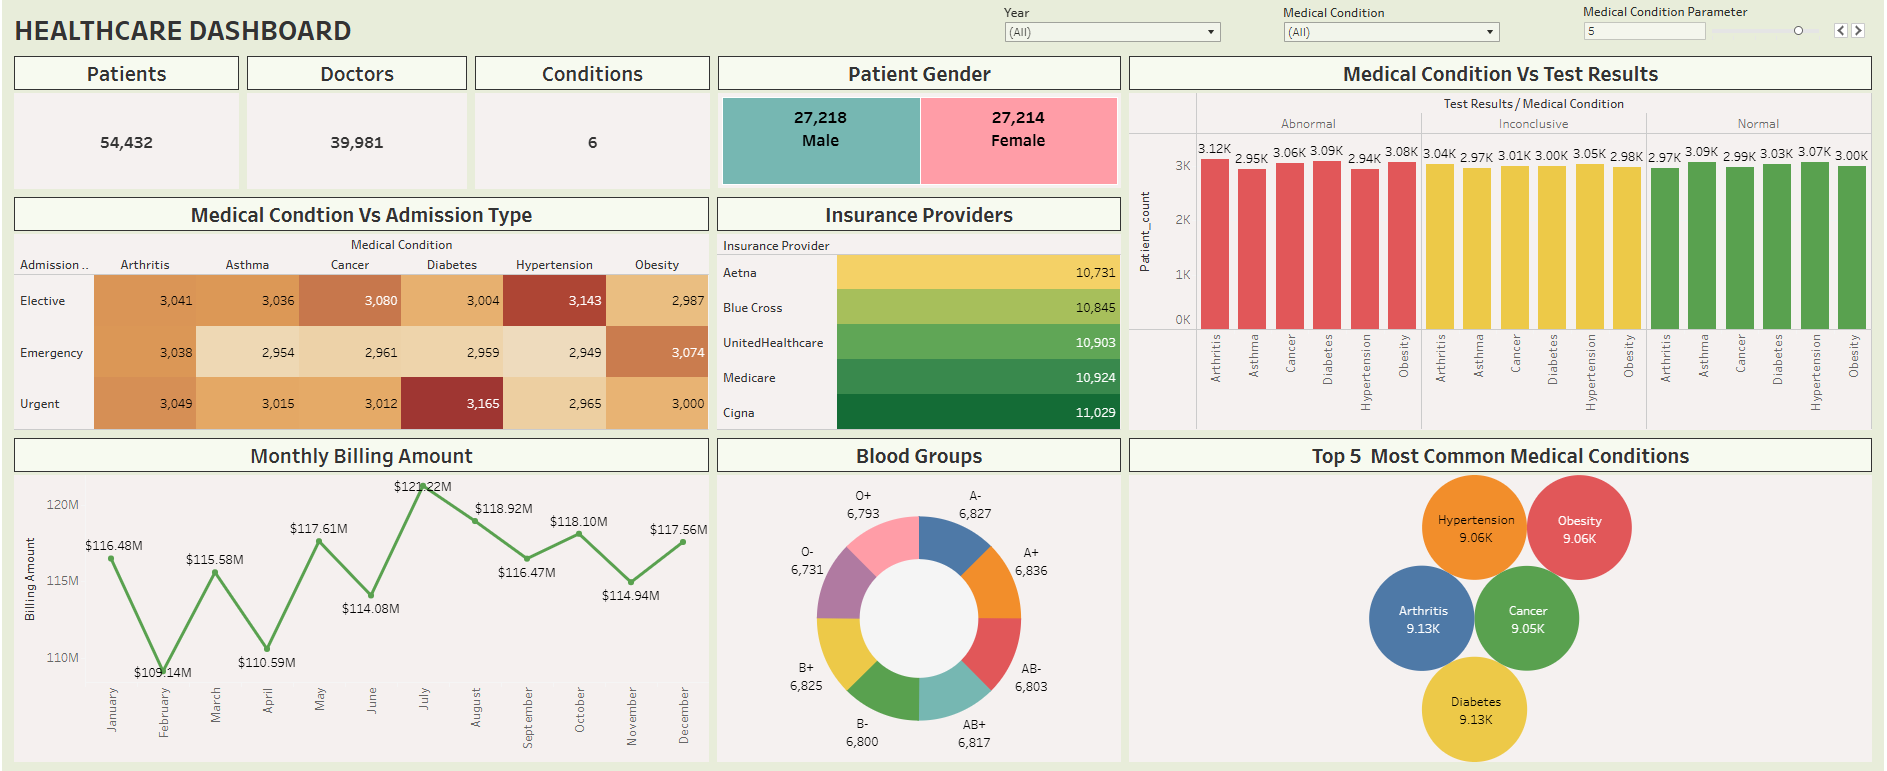 HEALTHCARE DASHBOARD
Year
(All)
Medical Condition
(All)
Medical Condition Parameter
5
Patients
54,432
Doctors
39,981
Conditions
6
Patient Gender
27,218
Male
27,214
Female
Medical Condition Vs Test Results
Test Results / Medical Condition
Abnormal Inconclusive Normal
Patient_count
3K
2K
1K
0K
3.12K 2.95K 3.06K 3.09K 2.94K 3.08K 3.04K 2.97K 3.01K 3.00K 3.05K 2.98K 2.97K 3.09K 2.99K 3.03K 3.07K 3.00K
Arthritis Asthma Cancer Diabetes Hypertension Obesity Arthritis Asthma Cancer Diabetes Hypertension Obesity Arthritis Asthma Cancer Diabetes Hypertension Obesity
Medical Condtion Vs Admission Type
Medical Condition
Admission .. Arthritis Asthma Cancer Diabetes Hypertension Obesity
Elective 3,041 3,036 3,080 3,004 3,143 2,987
Emergency 3,038 2,954 2,961 2,959 2,949 3,074
Urgent 3,049 3,015 3,012 3,165 2,965 3,000
Insurance Providers
Insurance Provider
Aetna 10,731
Blue Cross 10,845
UnitedHealthcare 10,903
Medicare 10,924
Cigna 11,029
Monthly Billing Amount
Billing Amount
120M
115M
110M
$116.48M
$109.14M
$115.58M
$110.59M
$117.61M
$114.08M
$121.22M
$118.92M
$116.47M
$118.10M
$114.94M
$117.56M
January February March April May June July August September October November December
Blood Groups
A-
6,827
A+
6,836
AB-
6,803
AB+
6,817
B-
6,800
B+
6,825
O-
6,731
O+
6,793
Top 5  Most Common Medical Conditions
Hypertension
9.06K
Obesity
9.06K
Arthritis
9.13K
Cancer
9.05K
Diabetes
9.13K